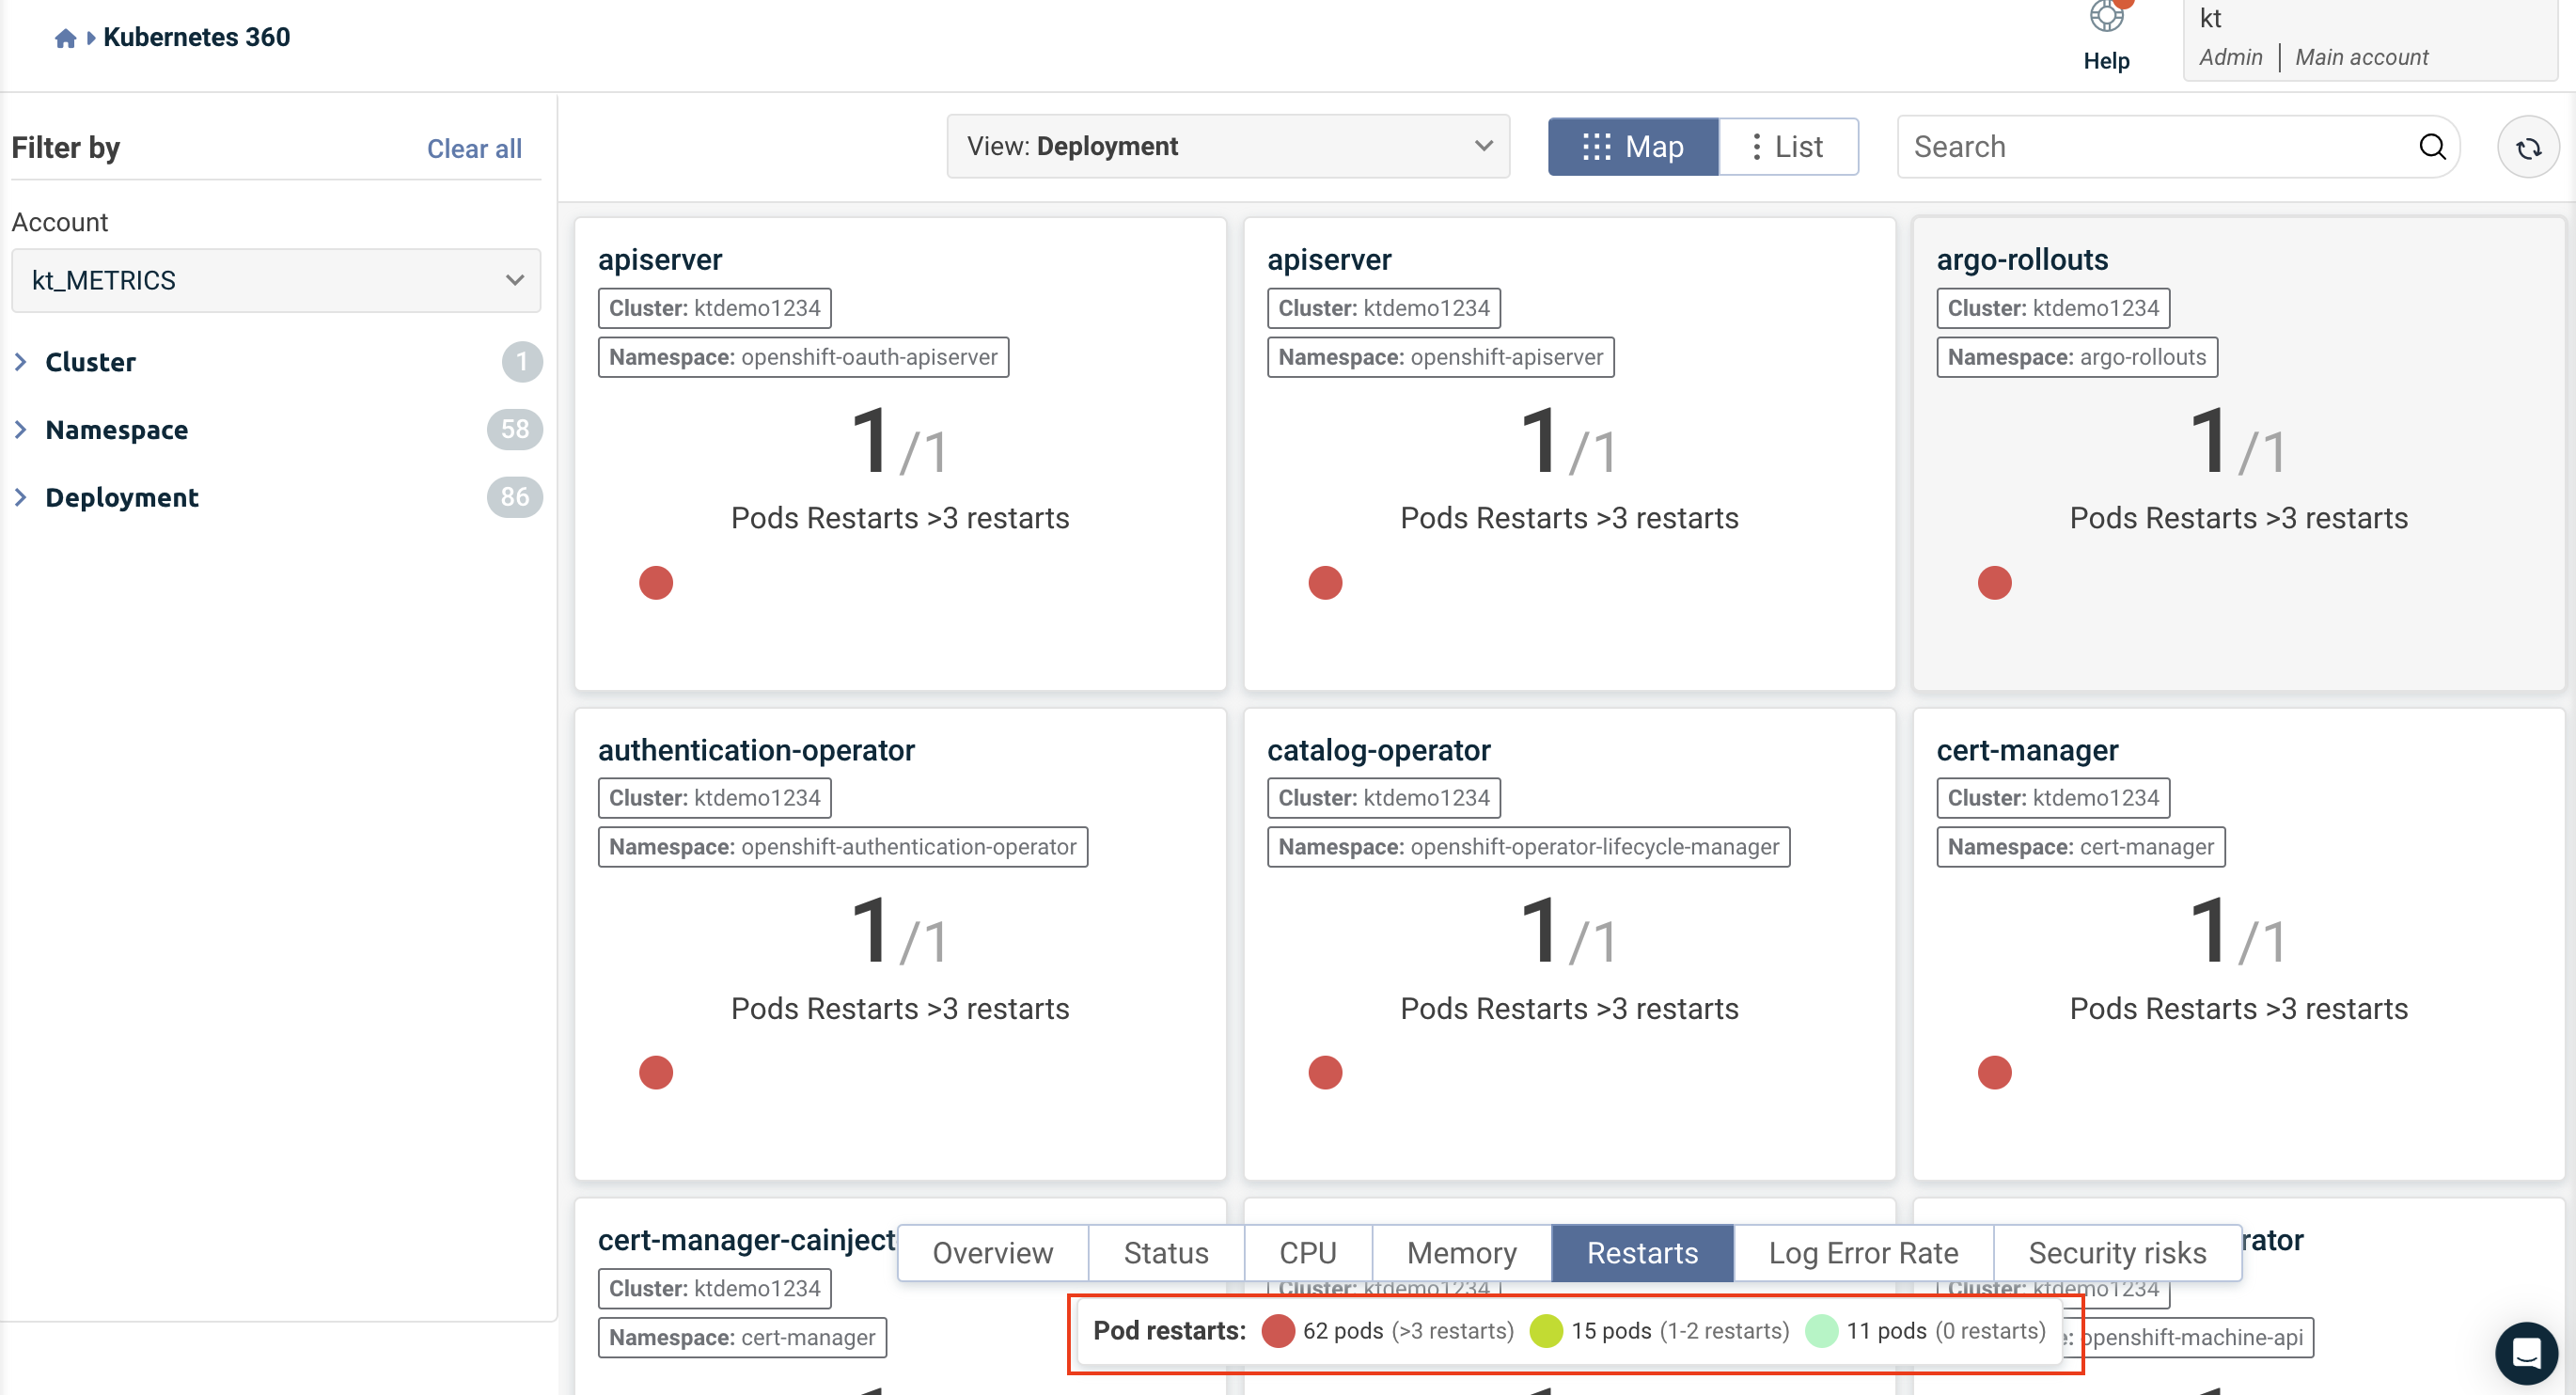 Kubernetes 360
Help
kt
Admin | Main account
Filter by
Clear all
Account
kt_METRICS
Cluster 1
Namespace 58
Deployment 86
View: Deployment
Map
List
Search
apiserver
Cluster: ktdemo1234
Namespace: openshift-oauth-apiserver
1/1
Pods Restarts >3 restarts
apiserver
Cluster: ktdemo1234
Namespace: openshift-apiserver
1/1
Pods Restarts >3 restarts
argo-rollouts
Cluster: ktdemo1234
Namespace: argo-rollouts
1/1
Pods Restarts >3 restarts
authentication-operator
Cluster: ktdemo1234
Namespace: openshift-authentication-operator
1/1
Pods Restarts >3 restarts
catalog-operator
Cluster: ktdemo1234
Namespace: openshift-operator-lifecycle-manager
1/1
Pods Restarts >3 restarts
cert-manager
Cluster: ktdemo1234
Namespace: cert-manager
1/1
Pods Restarts >3 restarts
cert-manager-cainject
Cluster: ktdemo1234
Namespace: cert-manager
Cluster: ktdemo1234
rator
Cluster: ktdemo1234
e: openshift-machine-api
Overview
Status
CPU
Memory
Restarts
Log Error Rate
Security risks
Pod restarts: 62 pods (>3 restarts) 15 pods (1-2 restarts) 11 pods (0 restarts)